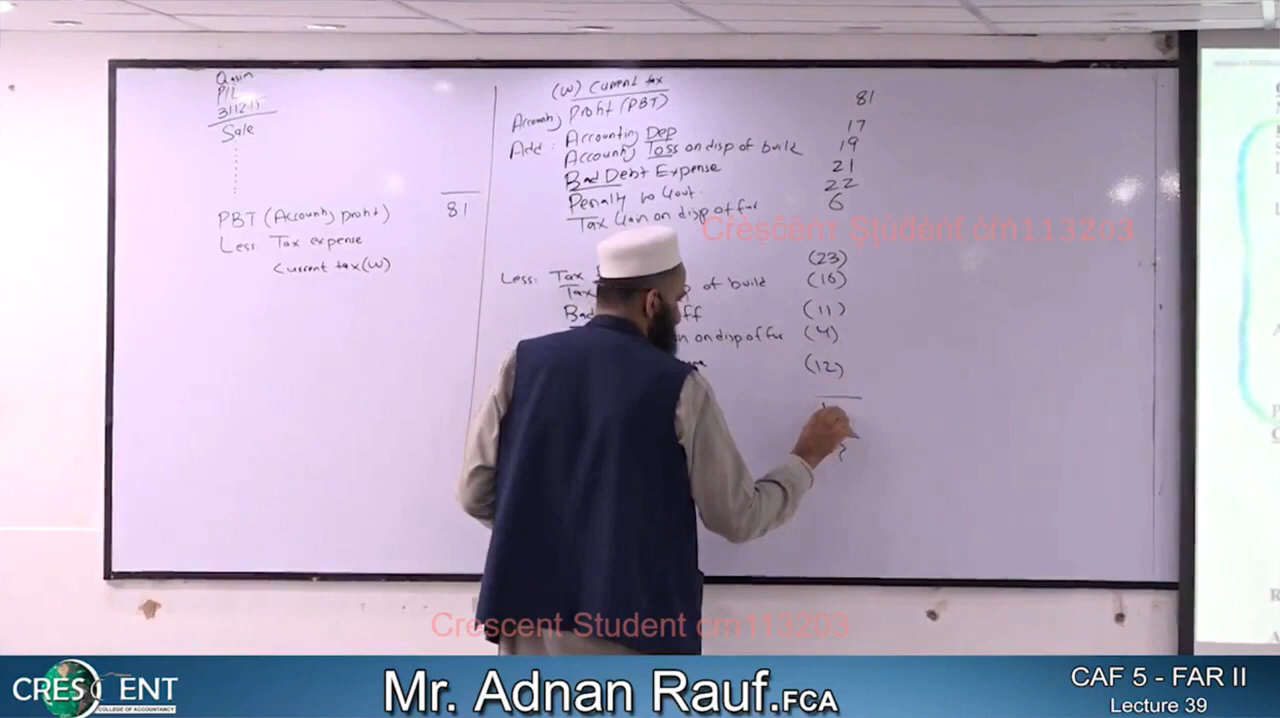 Qasim
P/L
31.12.15
Sale
PBT (Accounting profit) 81
Less: Tax expense
Current tax (W)
(W) Current tax
Accounting Profit (PBT) 81
Add: Accounting Dep 17
Accounting loss on disp of build 19
Bad Debt Expense 21
Penalty to Govt. 22
Tax Gain on disp of fur 6
Less: Tax (23)
Tax of build (16)
Bad ff (11)
on disp of fur (4)
(12)
Crescent Student cm113203
Crescent Student cm113203
CRESCENT
COLLEGE OF ACCOUNTANCY
Mr. Adnan Rauf.FCA
CAF 5 - FAR II
Lecture 39